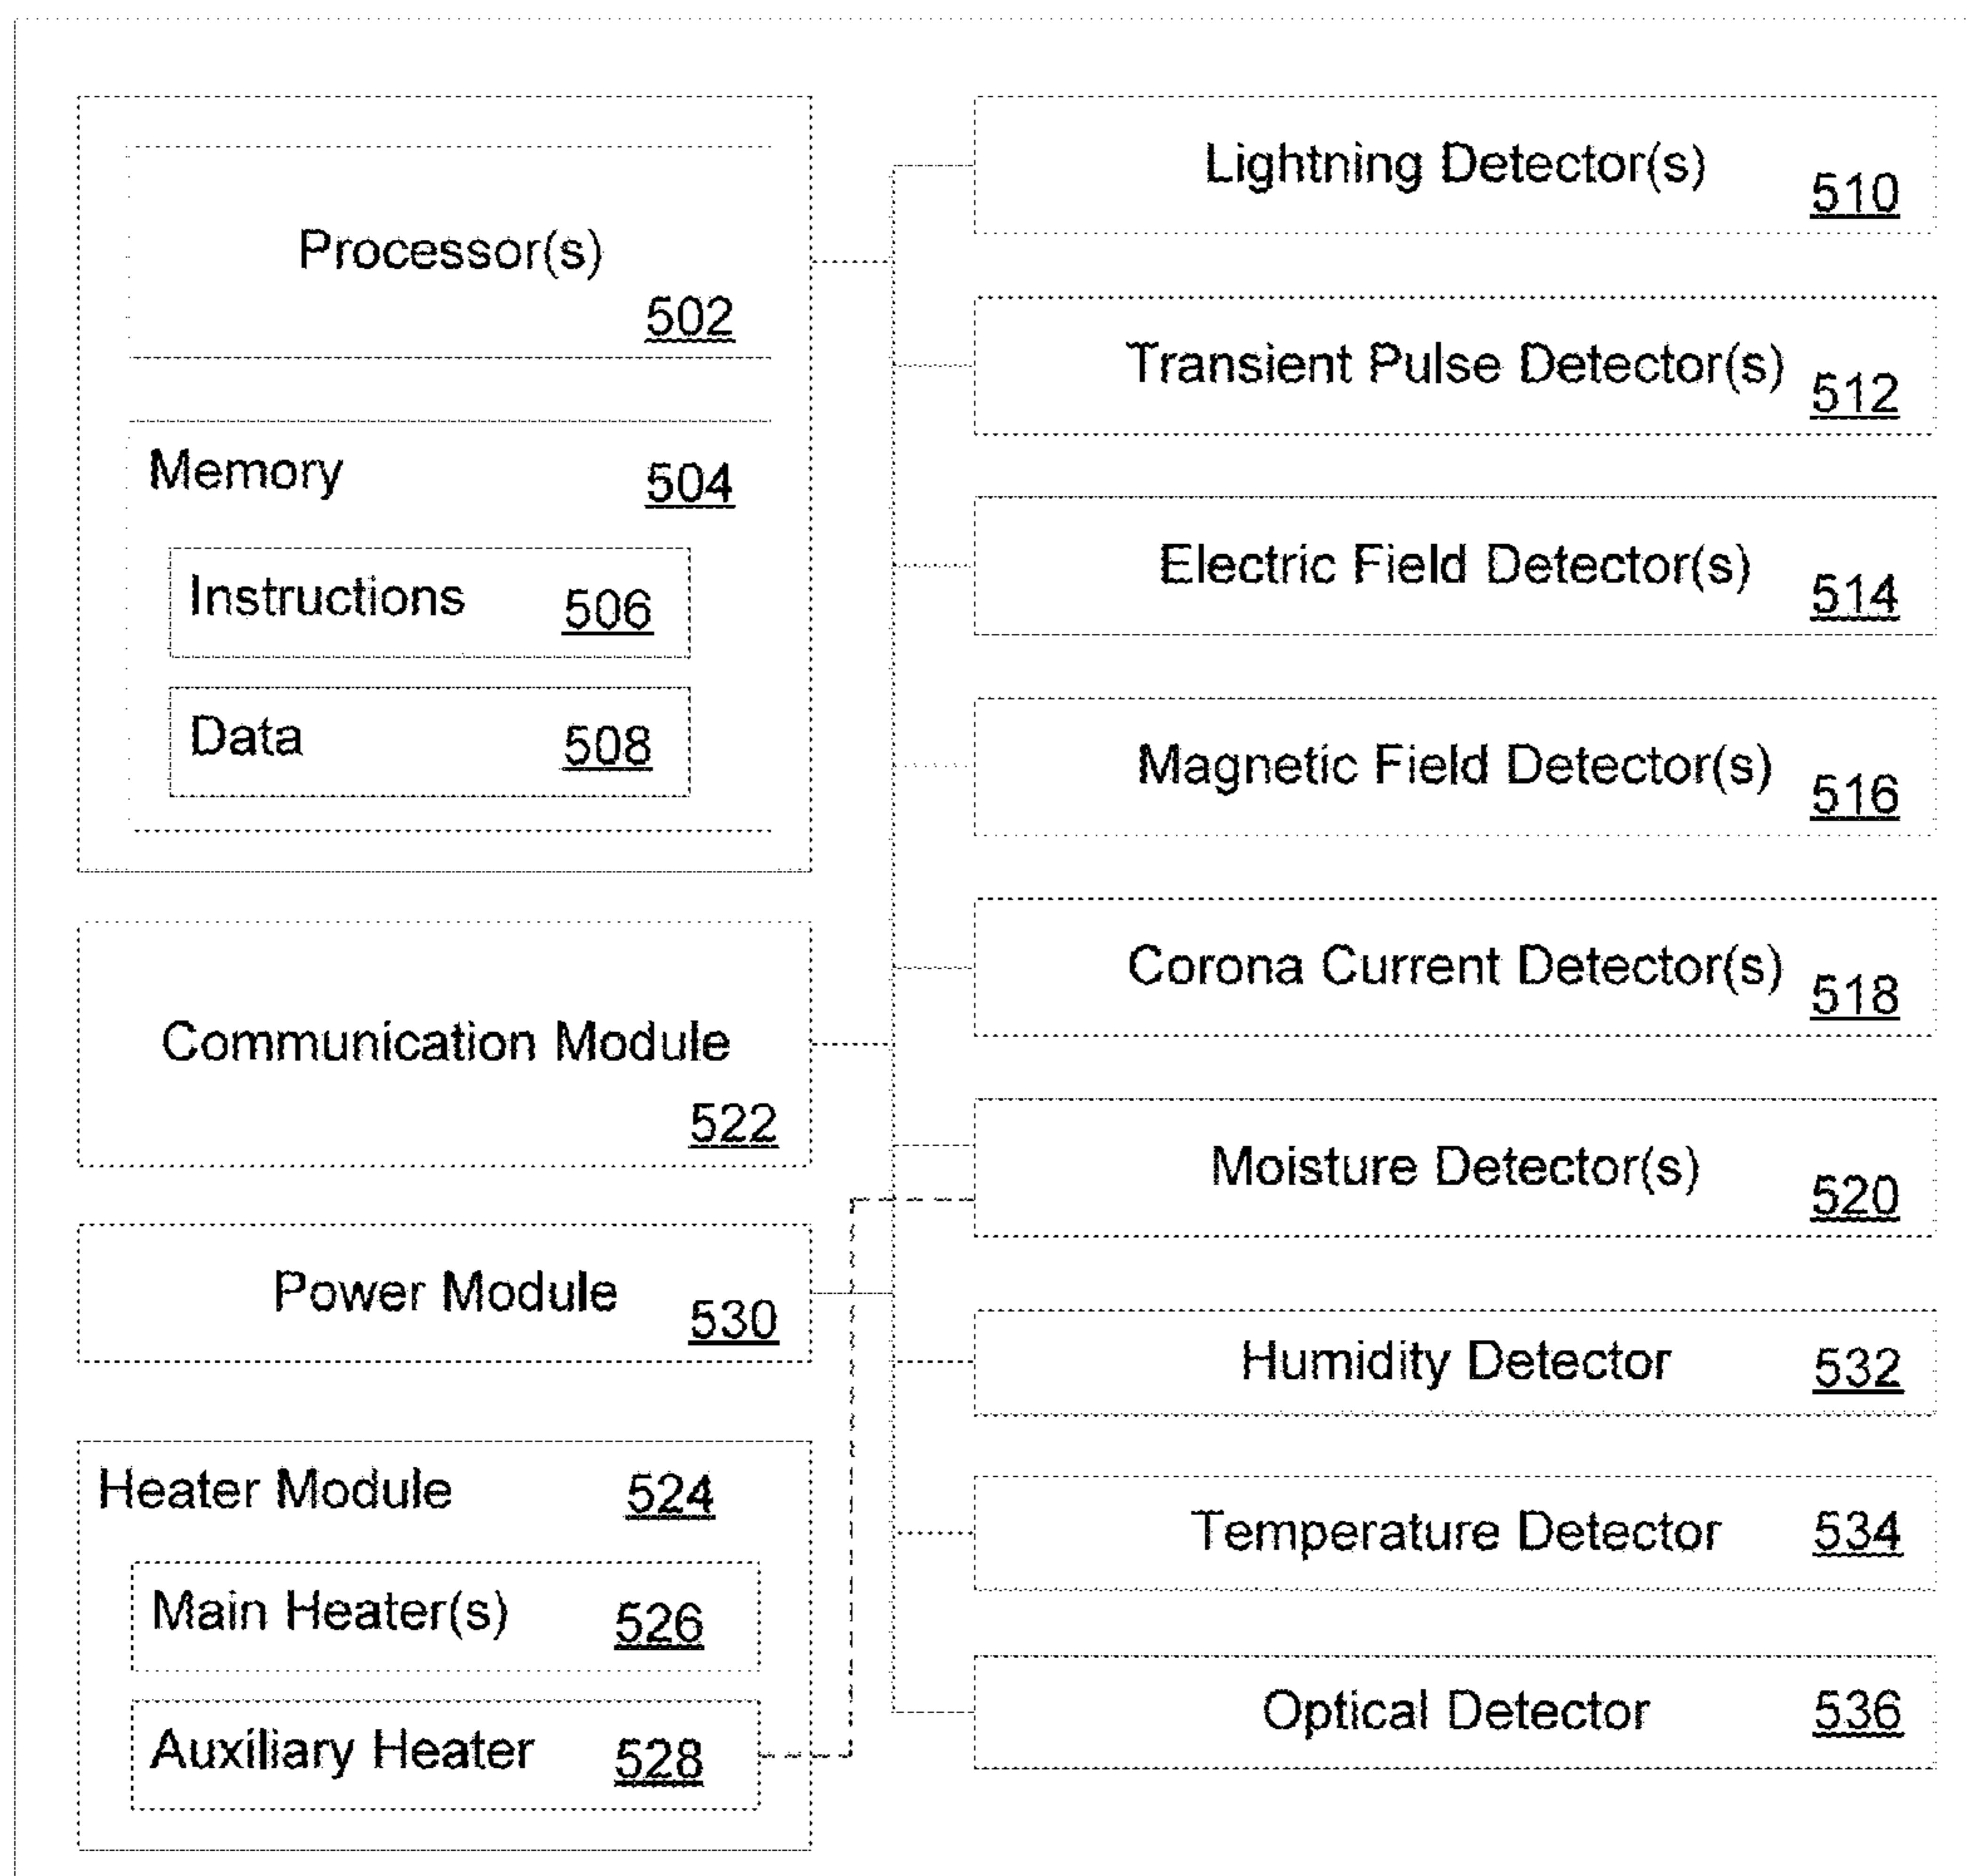 Processor(s)
502
Memory 504
Instructions 506
Data 508
Communication Module
522
Power Module 530
Heater Module 524
Main Heater(s) 526
Auxiliary Heater 528
Lightning Detector(s) 510
Transient Pulse Detector(s) 512
Electric Field Detector(s) 514
Magnetic Field Detector(s) 516
Corona Current Detector(s) 518
Moisture Detector(s) 520
Humidity Detector 532
Temperature Detector 534
Optical Detector 536